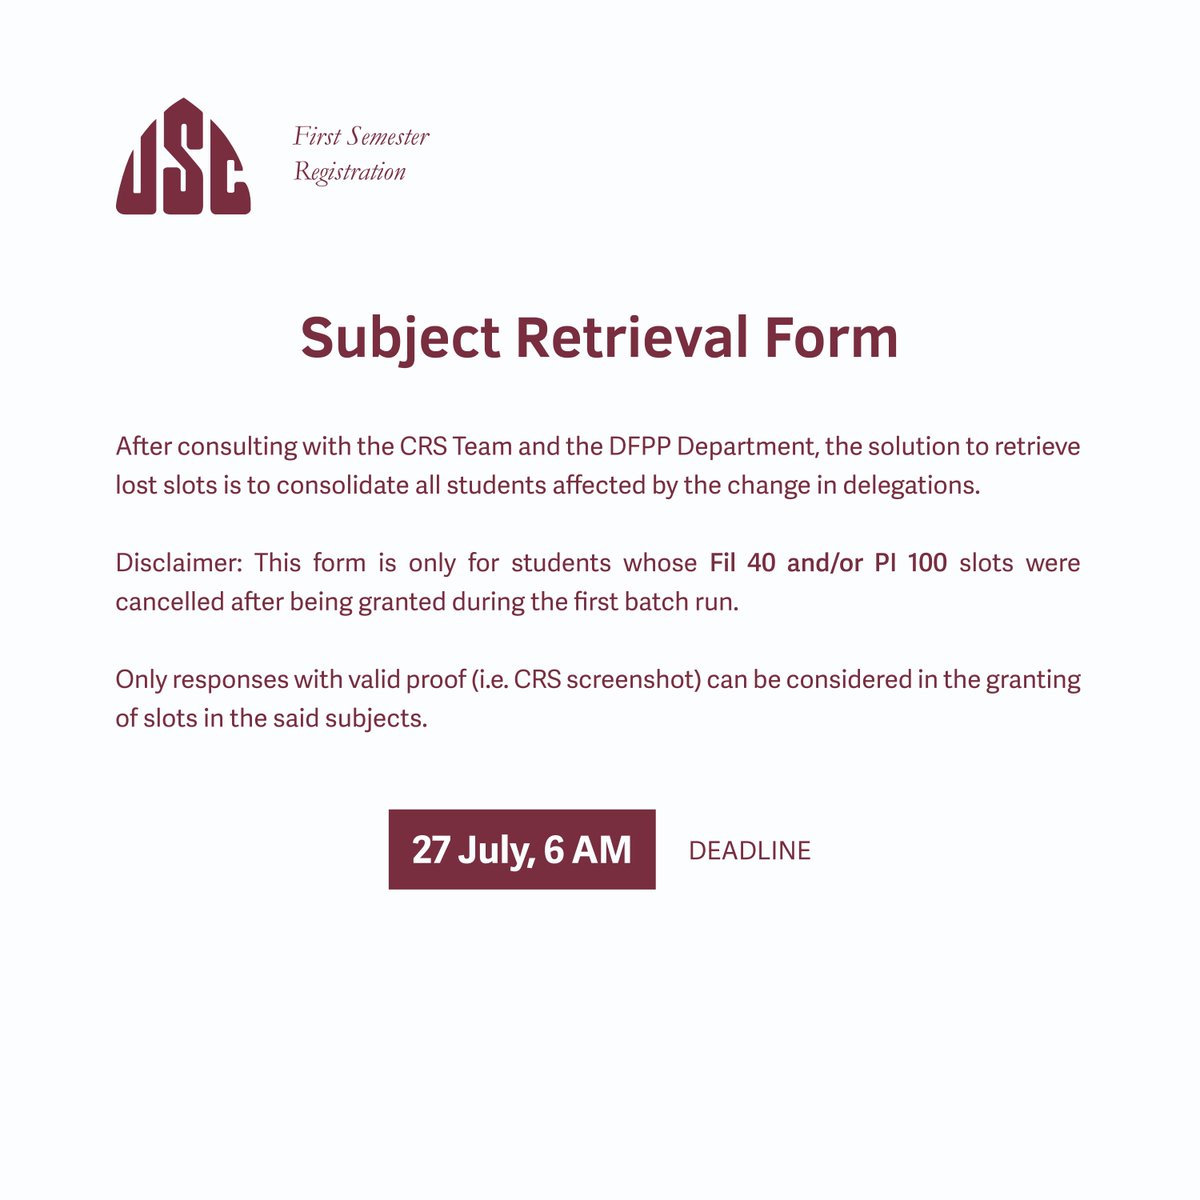 USC
First Semester
Registration
Subject Retrieval Form
After consulting with the CRS Team and the DFPP Department, the solution to retrieve
lost slots is to consolidate all students affected by the change in delegations.
Disclaimer: This form is only for students whose Fil 40 and/or PI 100 slots were
cancelled after being granted during the first batch run.
Only responses with valid proof (i.e. CRS screenshot) can be considered in the granting
of slots in the said subjects.
27 July, 6 AM DEADLINE